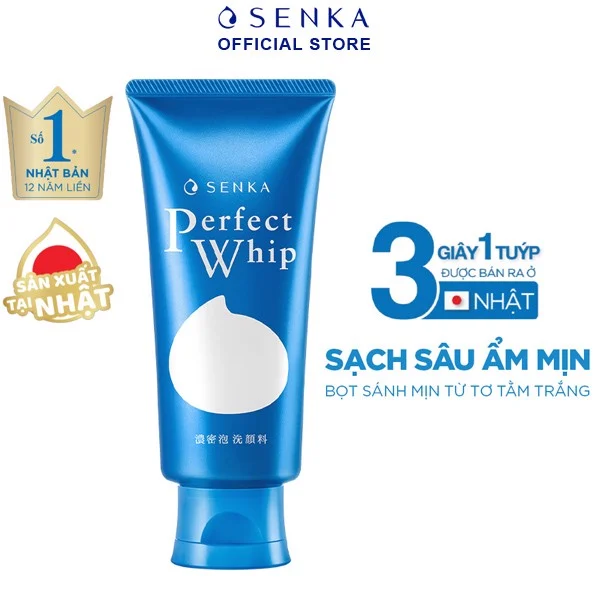 SENKA
OFFICIAL STORE
Số
1*
NHẬT BẢN
12 NĂM LIỀN
SẢN XUẤT
TẠI NHẬT
SENKA
Perfect
Whip
濃密泡 洗顔料
3 GIÂY 1 TUÝP
ĐƯỢC BÁN RA Ở
NHẬT
SẠCH SÂU ẨM MỊN
BỌT SÁNH MỊN TỪ TƠ TẰM TRẮNG